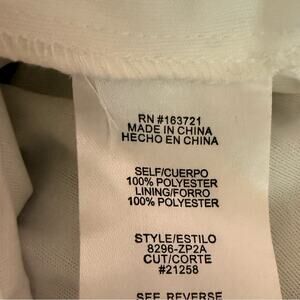 RN #163721
MADE IN CHINA
HECHO EN CHINA
SELF/CUERPO
100% POLYESTER
LINING/FORRO
100% POLYESTER
STYLE/ESTILO
8296-ZP2A
CUT/CORTE
#21258
SEE REVERSE